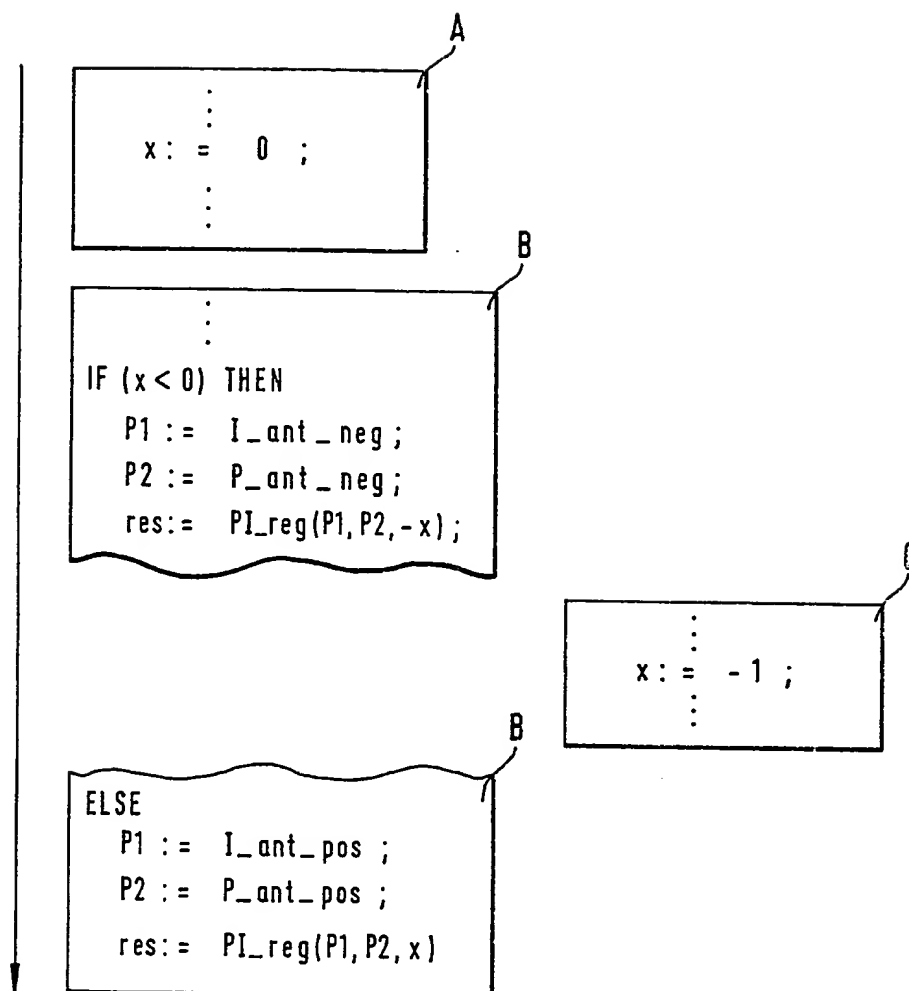 A
x: = 0 ;
B
IF (x < 0) THEN
P1 := I_ant_neg ;
P2 := P_ant_neg;
res:= PI_reg(P1, P2, -x) ;
x : = -1 ;
B
ELSE
P1 := I_ant_pos ;
P2 := P_ant_pos ;
res:= PI_reg(P1, P2, x)